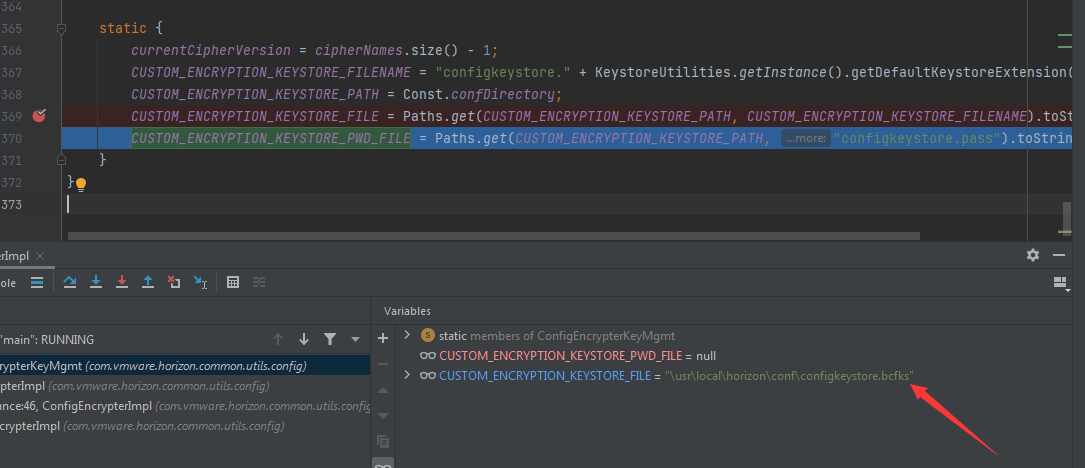 364
365 static {
366 currentCipherVersion = cipherNames.size() - 1;
367 CUSTOM_ENCRYPTION_KEYSTORE_FILENAME = "configkeystore." + KeystoreUtilities.getInstance().getDefaultKeystoreExtension(
368 CUSTOM_ENCRYPTION_KEYSTORE_PATH = Const.confDirectory;
369 CUSTOM_ENCRYPTION_KEYSTORE_FILE = Paths.get(CUSTOM_ENCRYPTION_KEYSTORE_PATH, CUSTOM_ENCRYPTION_KEYSTORE_FILENAME).toStr
370 CUSTOM_ENCRYPTION_KEYSTORE_PWD_FILE = Paths.get(CUSTOM_ENCRYPTION_KEYSTORE_PATH, ...more: "configkeystore.pass").toStrin
371 }
372 }
373
erImpl
ole
Variables
"main": RUNNING
static members of ConfigEncrypterKeyMgmt
CUSTOM_ENCRYPTION_KEYSTORE_PWD_FILE = null
crypterKeyMgmt (com.vmware.horizon.common.utils.config)
CUSTOM_ENCRYPTION_KEYSTORE_FILE = "\usr\local\horizon\conf\configkeystore.bcfks"
pterImpl (com.vmware.horizon.common.utils.config)
nce:46, ConfigEncrypterImpl (com.vmware.horizon.common.utils.config)
crypterImpl (com.vmware.horizon.common.utils.config)